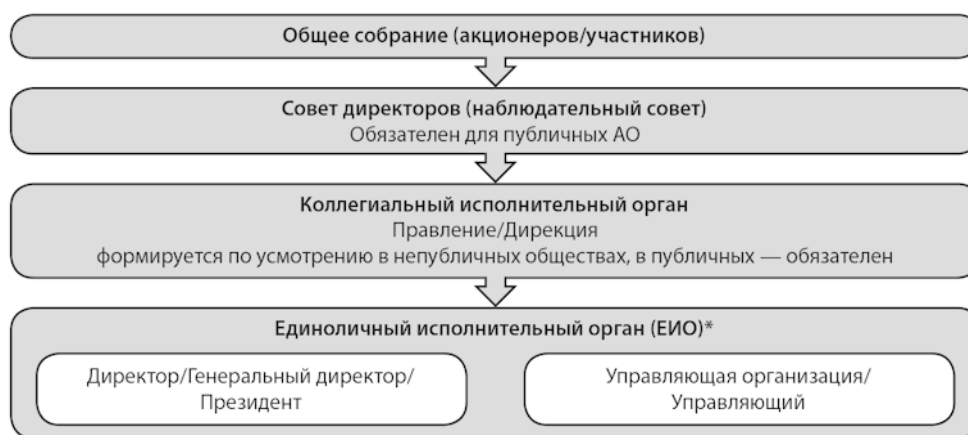 Общее собрание (акционеров/участников)
Совет директоров (наблюдательный совет)
Обязателен для публичных АО
Коллегиальный исполнительный орган
Правление/Дирекция
формируется по усмотрению в непубличных обществах, в публичных — обязателен
Единоличный исполнительный орган (ЕИО)*
Директор/Генеральный директор/
Президент
Управляющая организация/
Управляющий